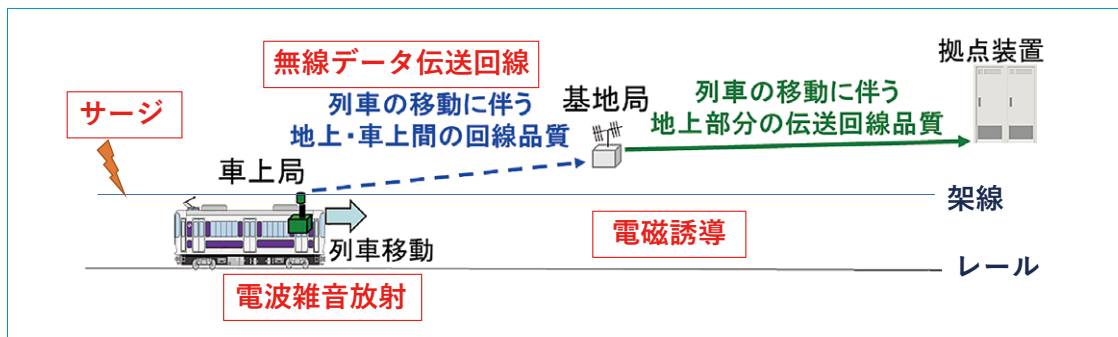 無線データ伝送回線
拠点装置
サージ
列車の移動に伴う
地上・車上間の回線品質
基地局
列車の移動に伴う
地上部分の伝送回線品質
車上局
架線
列車移動
電磁誘導
レール
電波雑音放射